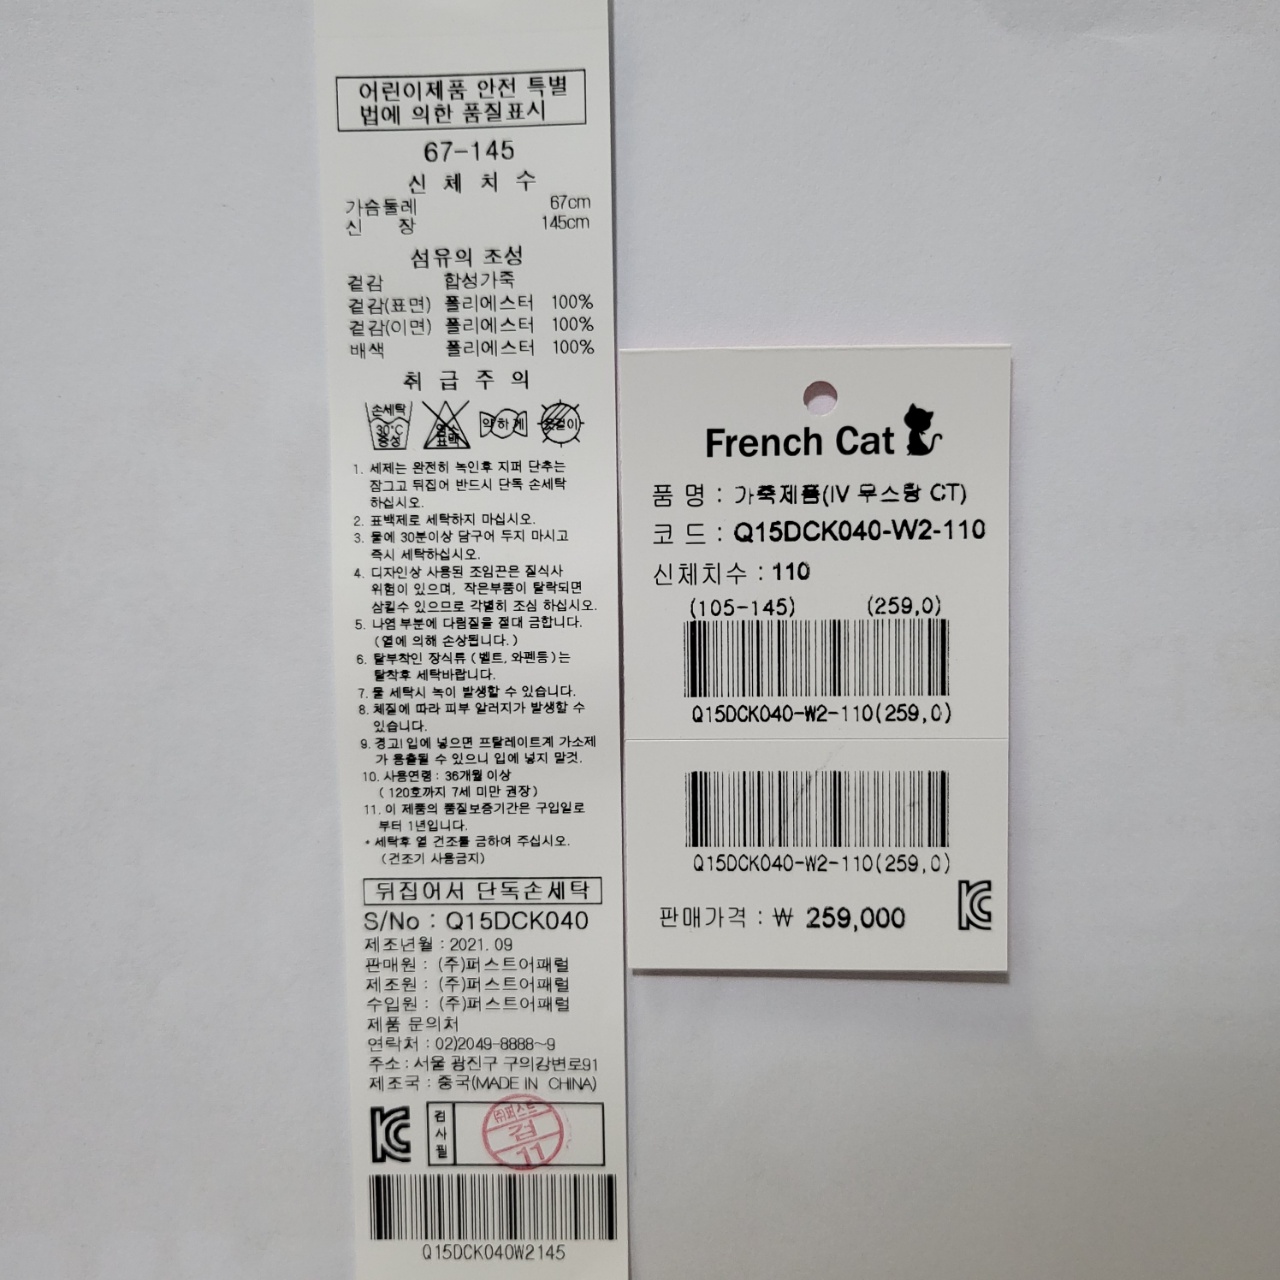 어린이제품 안전 특별
법에 의한 품질표시
67-145
신 체 치 수
가슴둘레 67cm
신 장 145cm
섬유의 조성
겉감 합성가죽
겉감(표면) 폴리에스터 100%
겉감(이면) 폴리에스터 100%
배색 폴리에스터 100%
취 급 주 의
손세탁 30°C 중성 염소 표백 약하게 옷걸이
1. 세제는 완전히 녹인후 지퍼 단추는
잠그고 뒤집어 반드시 단독 손세탁
하십시오.
2. 표백제로 세탁하지 마십시오.
3. 물에 30분이상 담구어 두지 마시고
즉시 세탁하십시오.
4. 디자인상 사용된 조임끈은 질식사
위험이 있으며, 작은부품이 탈락되면
삼킬수 있으므로 각별히 조심 하십시오.
5. 나염 부분에 다림질을 절대 금합니다.
(열에 의해 손상됩니다.)
6. 탈부착인 장식류 (벨트, 와펜등)는
탈착후 세탁바랍니다.
7. 물 세탁시 녹이 발생할 수 있습니다.
8. 체질에 따라 피부 알러지가 발생할 수
있습니다.
9. 경고! 입에 넣으면 프탈레이트계 가소제
가 용출될 수 있으니 입에 넣지 말것.
10. 사용연령 : 36개월 이상
( 120호까지 7세 미만 권장)
11. 이 제품의 품질보증기간은 구입일로
부터 1년입니다.
* 세탁후 열 건조를 금하여 주십시오.
(건조기 사용금지)
뒤집어서 단독손세탁
S/No : Q15DCK040
제조년월 : 2021. 09
판매원 : (주)퍼스트어패럴
제조원 : (주)퍼스트어패럴
수입원 : (주)퍼스트어패럴
제품 문의처
연락처 : 02)2049-8888~9
주소 : 서울 광진구 구의강변로91
제조국 : 중국(MADE IN CHINA)
KC 검사필 (주)퍼스트 검 11
Q15DCK040W2145
French Cat
품 명 : 가죽제품(IV 무스탕 CT)
코 드 : Q15DCK040-W2-110
신체치수 : 110
(105-145) (259,0)
Q15DCK040-W2-110(259,0)
Q15DCK040-W2-110(259,0)
판매가격 : ₩ 259,000
KC